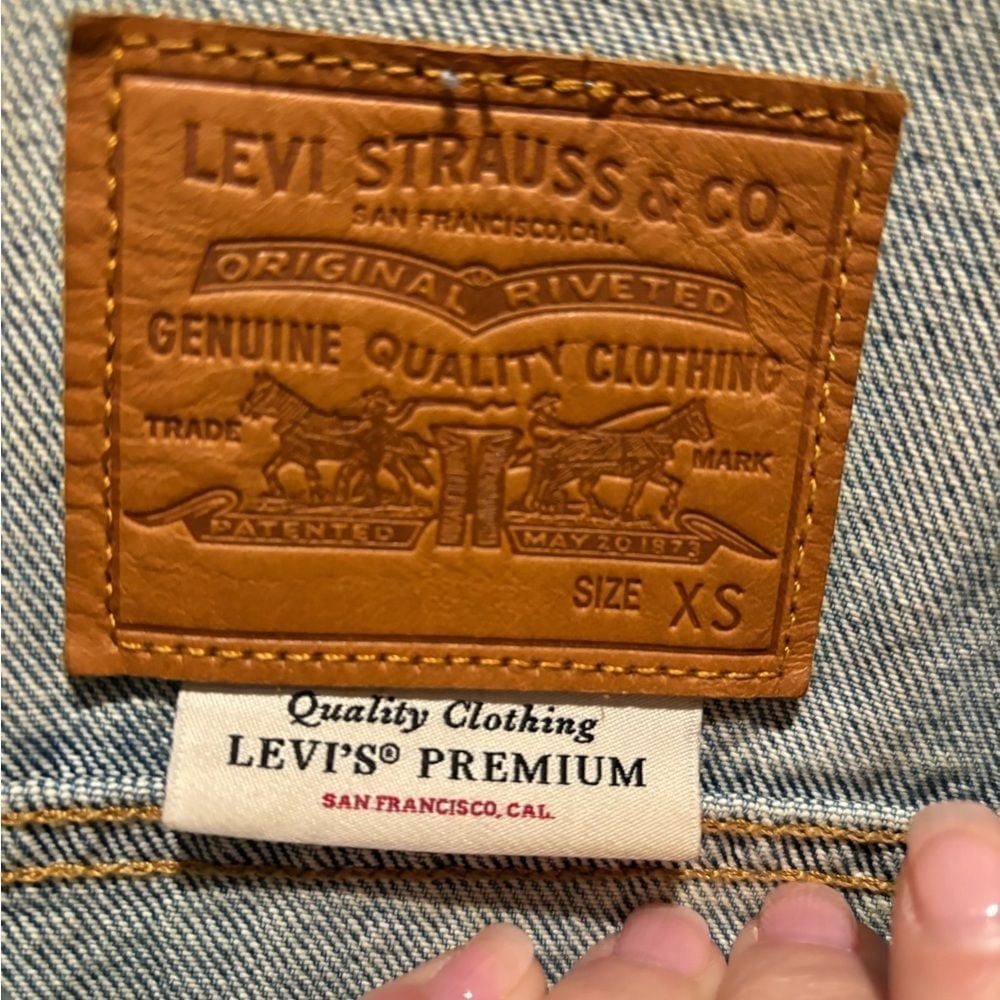 LEVI STRAUSS & CO.
SAN FRANCISCO, CAL.
ORIGINAL RIVETED
GENUINE QUALITY CLOTHING
TRADE MARK
PATENTED MAY 20 1873
SIZE XS
Quality Clothing
LEVI'S® PREMIUM
SAN FRANCISCO, CAL.